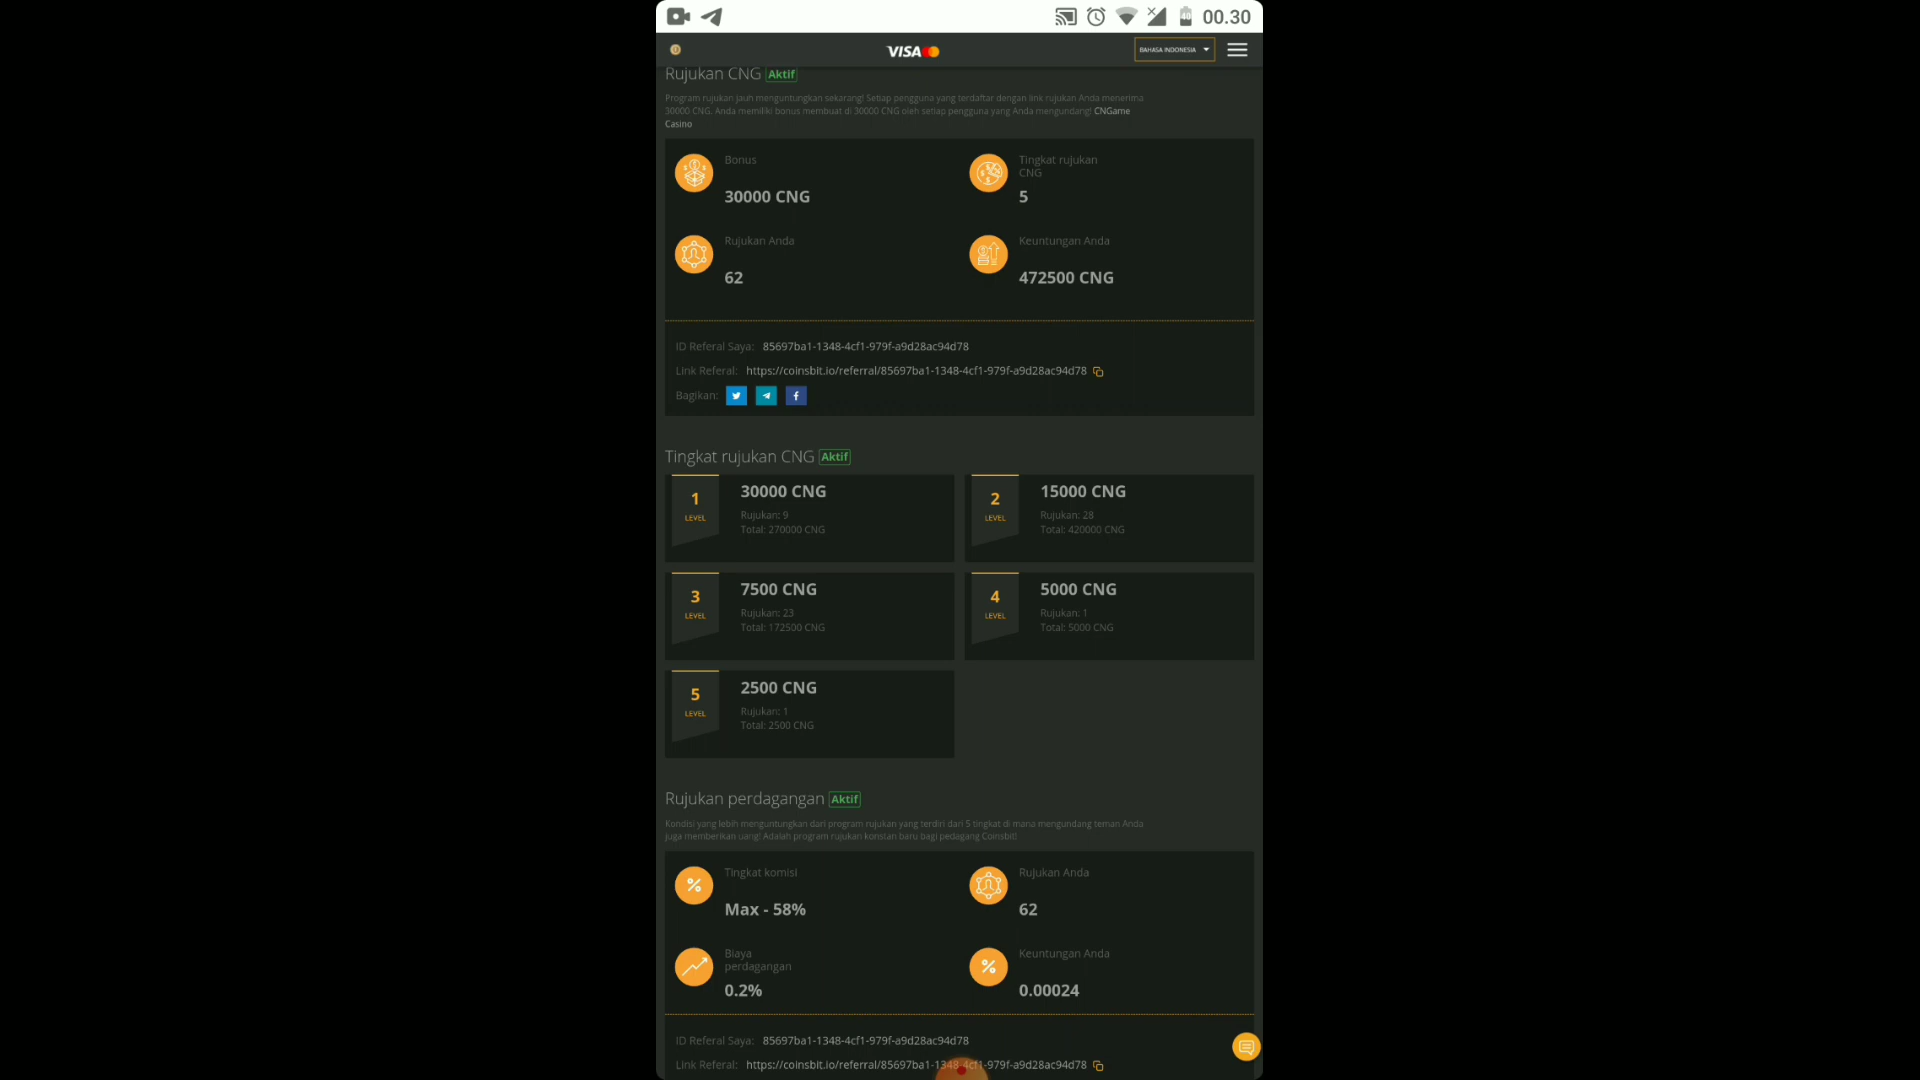 00.30
VISA
BAHASA INDONESIA
Rujukan CNG Aktif
Program rujukan jauh menguntungkan sekarang! Setiap pengguna yang terdaftar dengan link rujukan Anda menerima
30000 CNG. Anda memiliki bonus membuat di 30000 CNG oleh setiap pengguna yang Anda mengundang! CNGame
Casino
Bonus
30000 CNG
Tingkat rujukan
CNG
5
Rujukan Anda
62
Keuntungan Anda
472500 CNG
ID Referal Saya: 85697ba1-1348-4cf1-979f-a9d28ac94d78
Link Referal: https://coinsbit.io/referral/85697ba1-1348-4cf1-979f-a9d28ac94d78
Bagikan:
Tingkat rujukan CNG Aktif
1
LEVEL
30000 CNG
Rujukan: 9
Total: 270000 CNG
2
LEVEL
15000 CNG
Rujukan: 28
Total: 420000 CNG
3
LEVEL
7500 CNG
Rujukan: 23
Total: 172500 CNG
4
LEVEL
5000 CNG
Rujukan: 1
Total: 5000 CNG
5
LEVEL
2500 CNG
Rujukan: 1
Total: 2500 CNG
Rujukan perdagangan Aktif
Kondisi yang lebih menguntungkan dari program rujukan yang terdiri dari 5 tingkat di mana mengundang teman Anda
juga memberikan uang! Adalah program rujukan konstan baru bagi pedagang Coinsbit!
Tingkat komisi
Max - 58%
Rujukan Anda
62
Biaya
perdagangan
0.2%
Keuntungan Anda
0.00024
ID Referal Saya: 85697ba1-1348-4cf1-979f-a9d28ac94d78
Link Referal: https://coinsbit.io/referral/85697ba1-1348-4cf1-979f-a9d28ac94d78